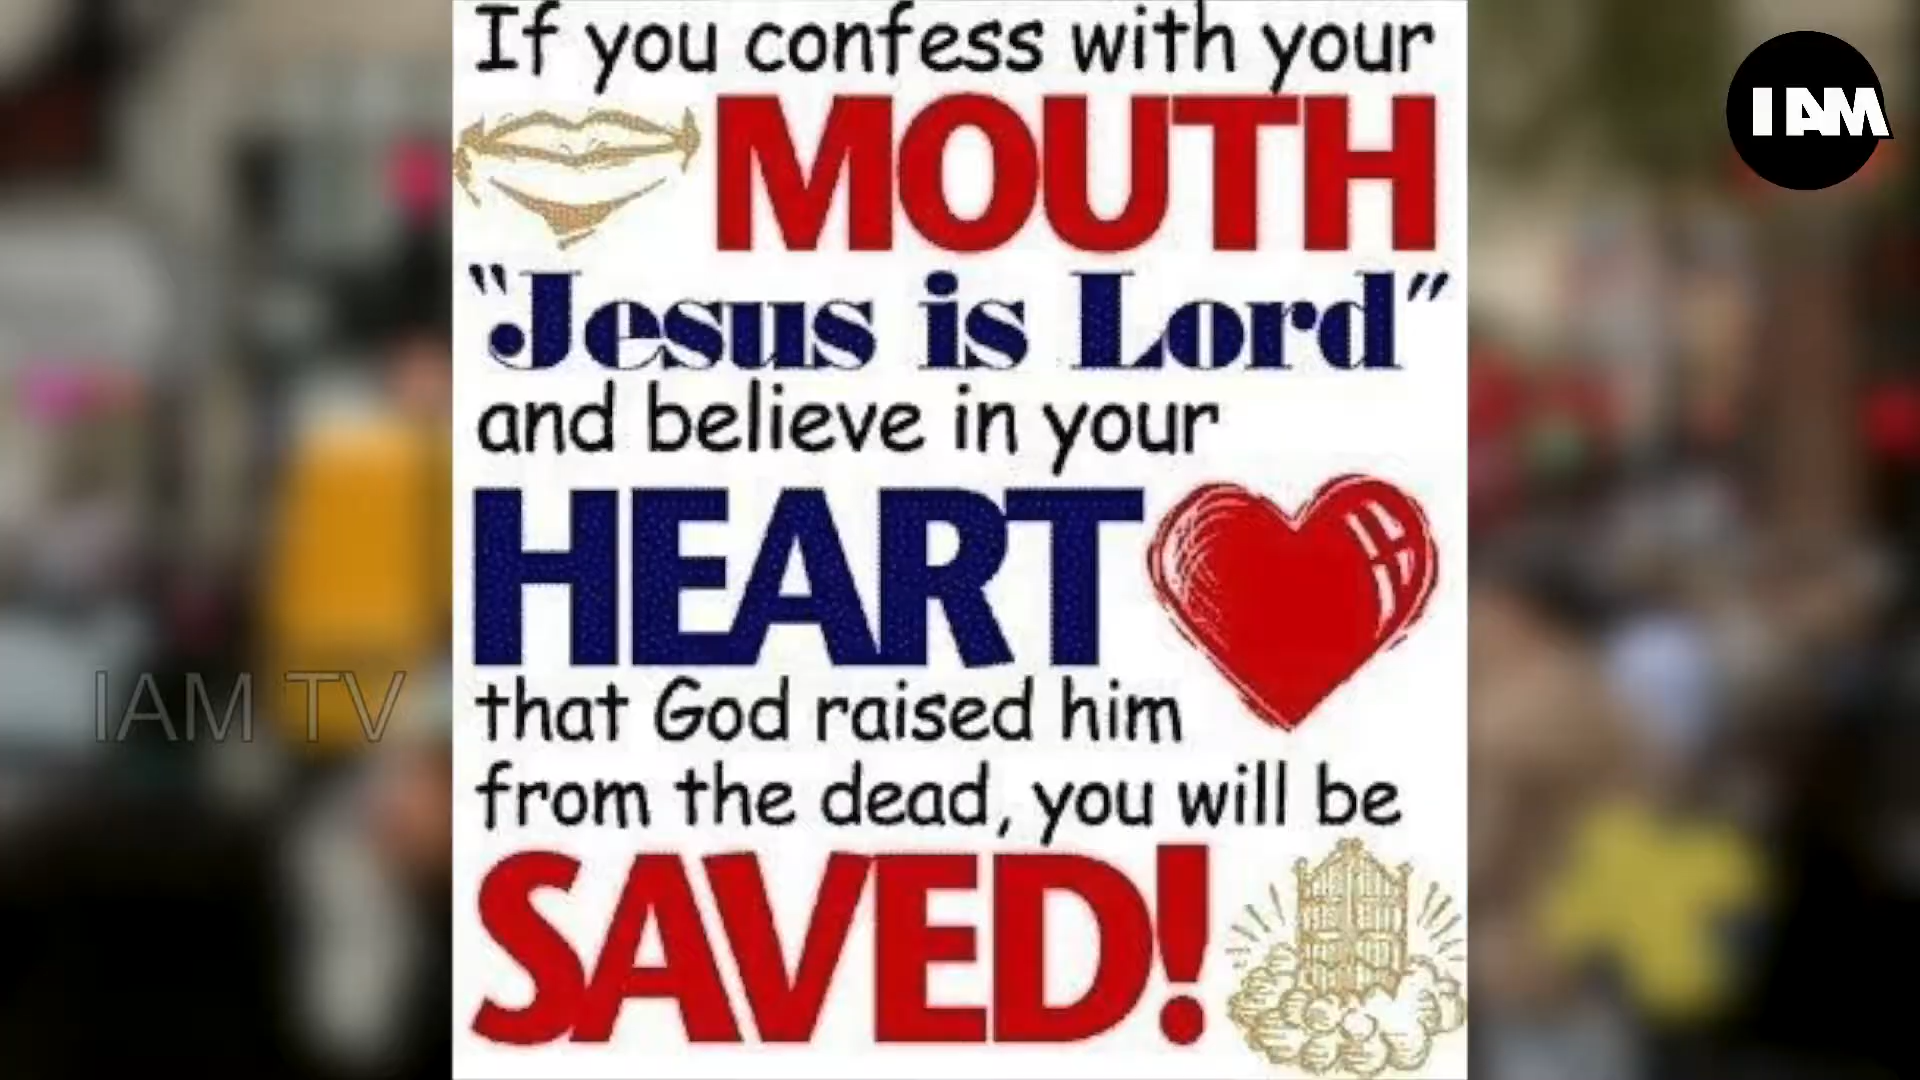 If you confess with your
MOUTH
"Jesus is Lord"
and believe in your
HEART
that God raised him
from the dead, you will be
SAVED!
I AM
IAM TV